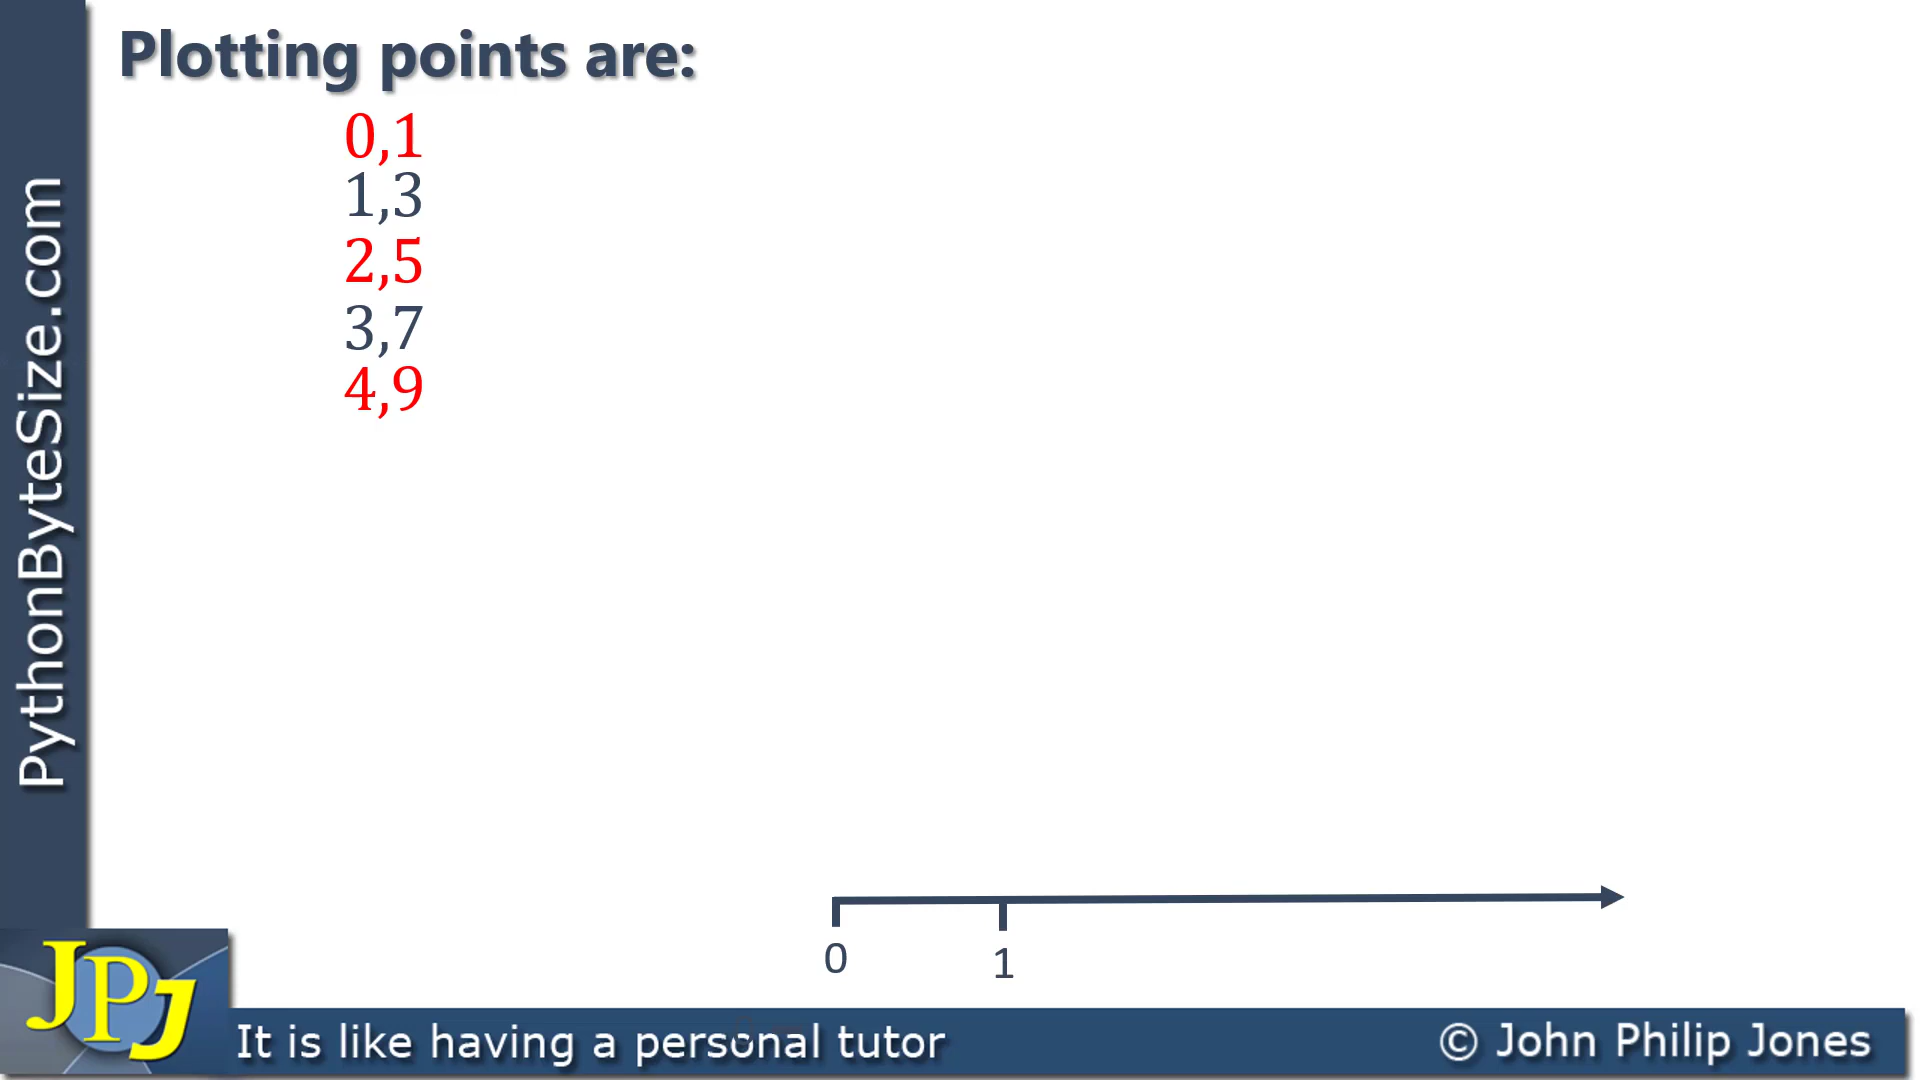 Plotting points are:
0,1
1,3
2,5
3,7
4,9
0
1
PythonByteSize.com
JPJ
It is like having a personal tutor
© John Philip Jones